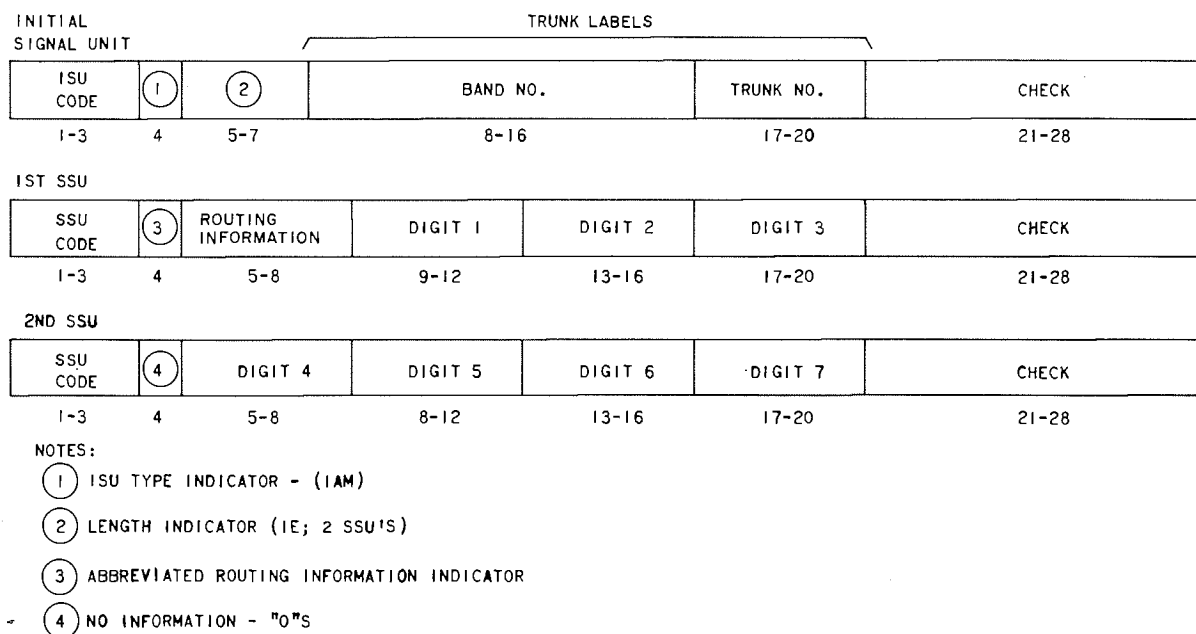 INITIAL
SIGNAL UNIT
TRUNK LABELS
ISU CODE 1 2 BAND NO. TRUNK NO. CHECK
1-3 4 5-7 8-16 17-20 21-28
1ST SSU
SSU CODE 3 ROUTING INFORMATION DIGIT 1 DIGIT 2 DIGIT 3 CHECK
1-3 4 5-8 9-12 13-16 17-20 21-28
2ND SSU
SSU CODE 4 DIGIT 4 DIGIT 5 DIGIT 6 DIGIT 7 CHECK
1-3 4 5-8 8-12 13-16 17-20 21-28
NOTES:
1 ISU TYPE INDICATOR - (IAM)
2 LENGTH INDICATOR (IE; 2 SSU'S)
3 ABBREVIATED ROUTING INFORMATION INDICATOR
4 NO INFORMATION - "0"S